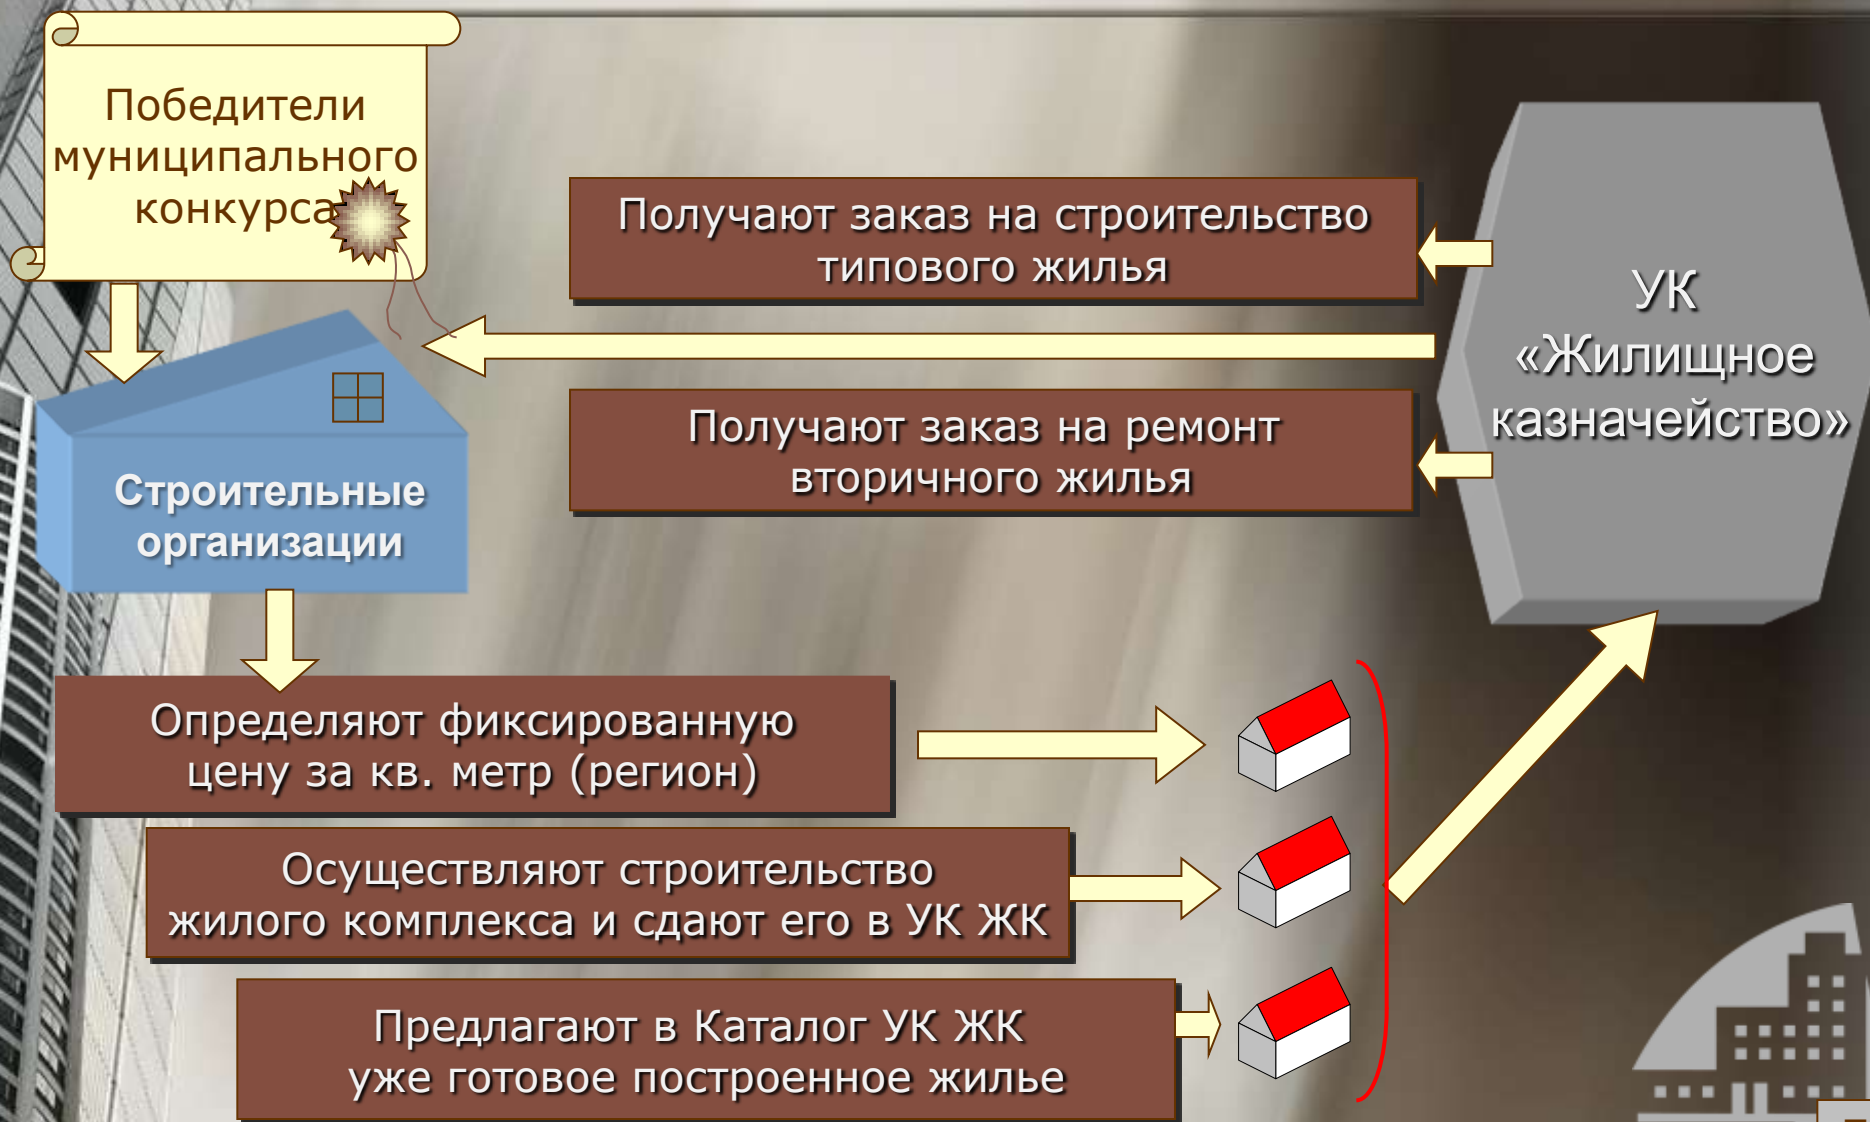 Победители
муниципального
конкурса
Получают заказ на строительство
типового жилья
УК
«Жилищное
казначейство»
Получают заказ на ремонт
вторичного жилья
Строительные
организации
Определяют фиксированную
цену за кв. метр (регион)
Осуществляют строительство
жилого комплекса и сдают его в УК ЖК
Предлагают в Каталог УК ЖК
уже готовое построенное жилье